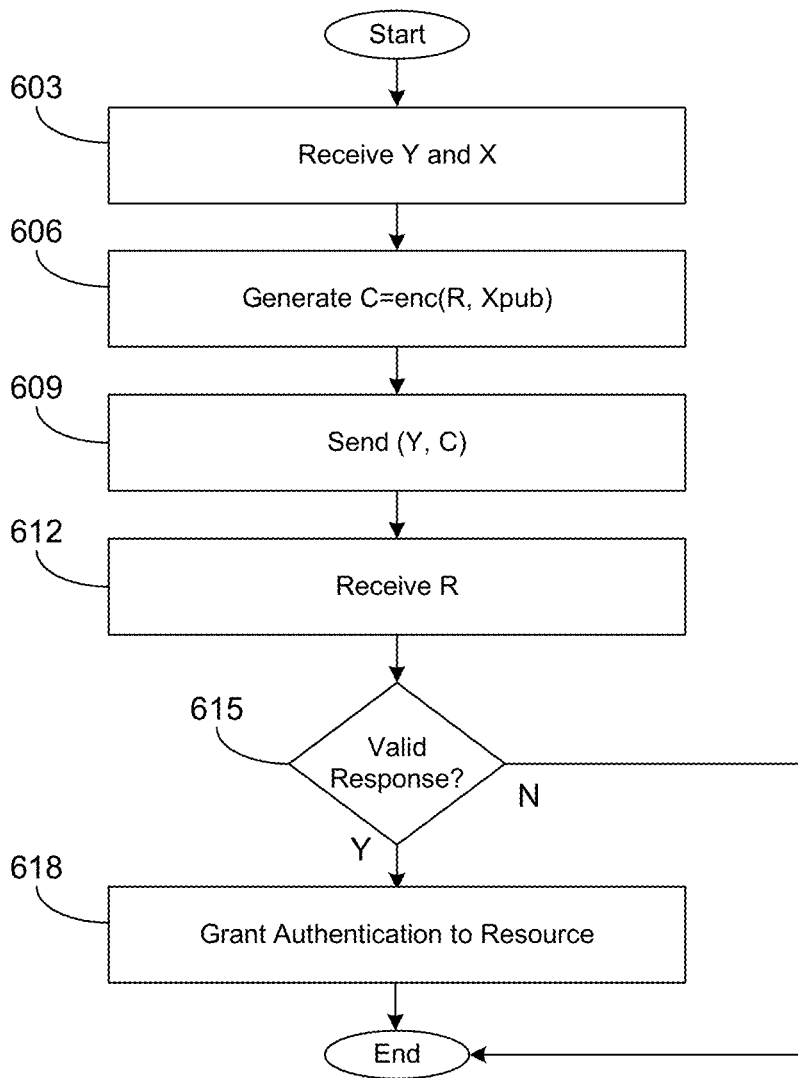 Start
603
Receive Y and X
606
Generate C=enc(R, Xpub)
609
Send (Y, C)
612
Receive R
615
Valid
Response?
N
Y
618
Grant Authentication to Resource
End